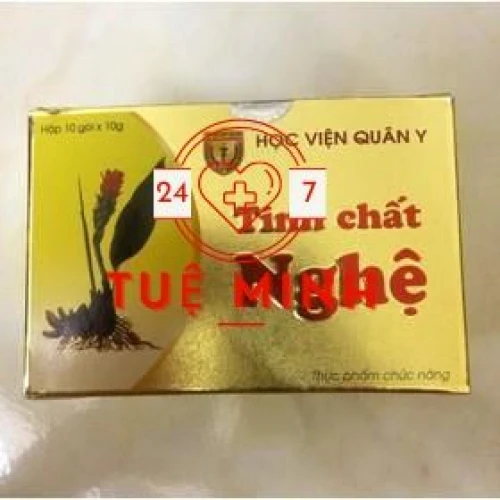 Hộp 10 gói x 10g
HỌC VIỆN QUÂN Y
24 7
Tinh chất
Nghệ
TUỆ MINH
Thực phẩm chức năng